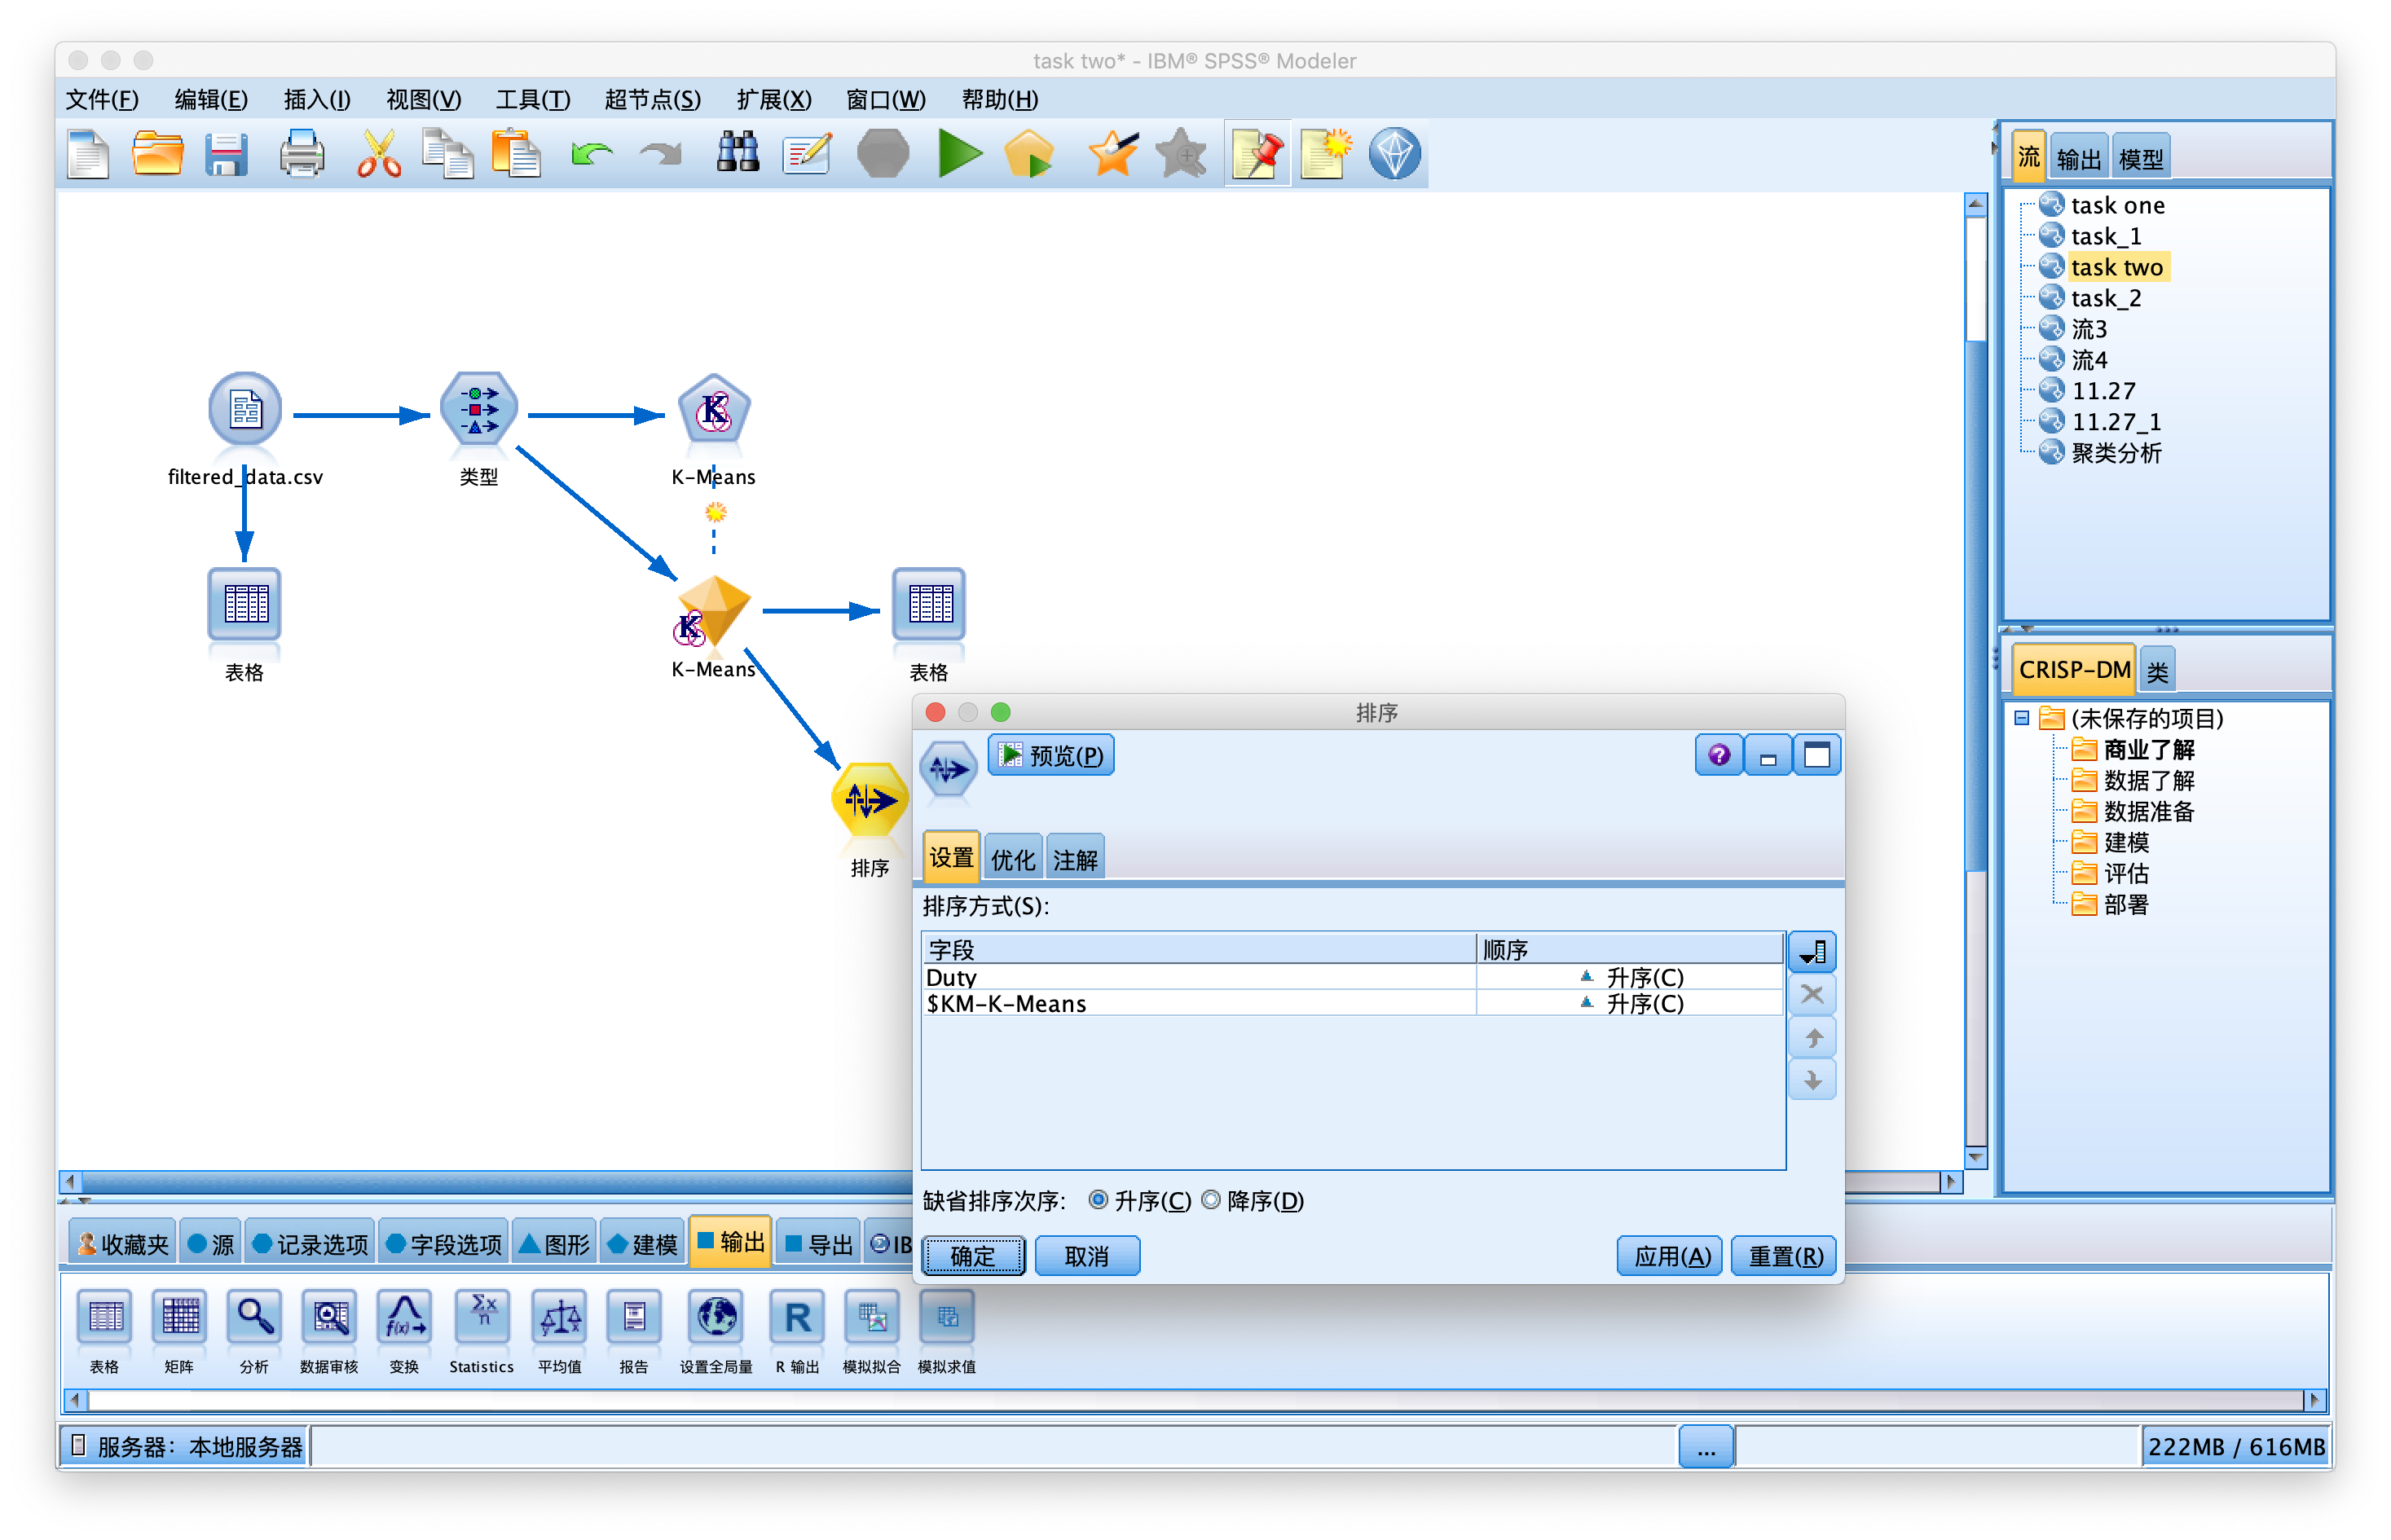 task two* - IBM® SPSS® Modeler
文件(F) 编辑(E) 插入(I) 视图(V) 工具(T) 超节点(S) 扩展(X) 窗口(W) 帮助(H)
流 输出 模型
task one
task_1
task two
task_2
流3
流4
11.27
11.27_1
聚类分析
filtered_data.csv
类型
K-Means
表格
K-Means
表格
排序
CRISP-DM 类
(未保存的项目)
商业了解
数据了解
数据准备
建模
评估
部署
排序
预览(P)
设置 优化 注解
排序方式(S):
字段 顺序
Duty 升序(C)
$KM-K-Means 升序(C)
缺省排序次序: 升序(C) 降序(D)
确定 取消 应用(A) 重置(R)
收藏夹 源 记录选项 字段选项 图形 建模 输出 导出 IB
表格 矩阵 分析 数据审核 变换 Statistics 平均值 报告 设置全局量 R 输出 模拟拟合 模拟求值
服务器: 本地服务器 ... 222MB / 616MB